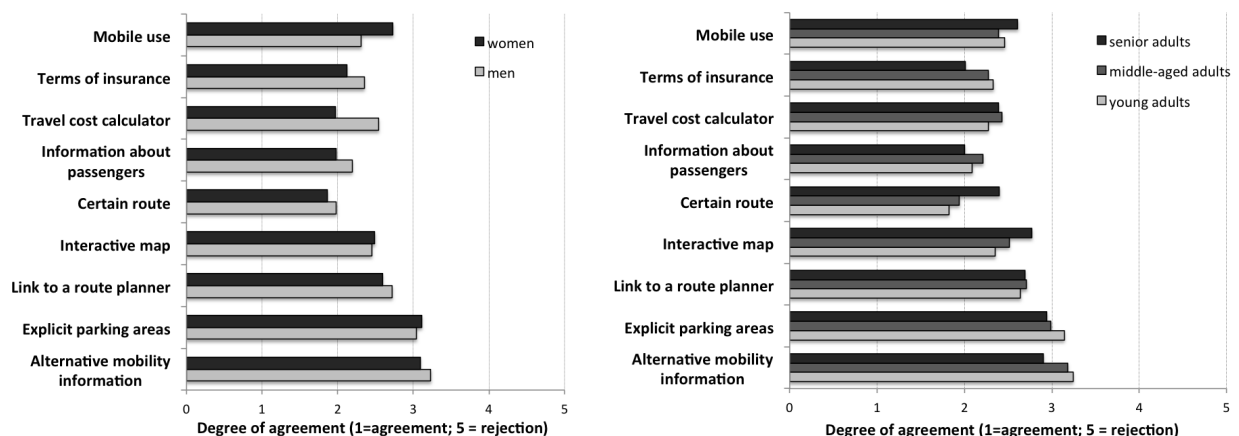 Mobile use
Terms of insurance
Travel cost calculator
Information about
passengers
Certain route
Interactive map
Link to a route planner
Explicit parking areas
Alternative mobility
information
women
men
0 1 2 3 4 5
Degree of agreement (1=agreement; 5 = rejection)
Mobile use
Terms of insurance
Travel cost calculator
Information about
passengers
Certain route
Interactive map
Link to a route planner
Explicit parking areas
Alternative mobility
information
senior adults
middle-aged adults
young adults
0 1 2 3 4 5
Degree of agreement (1=agreement; 5 = rejection)